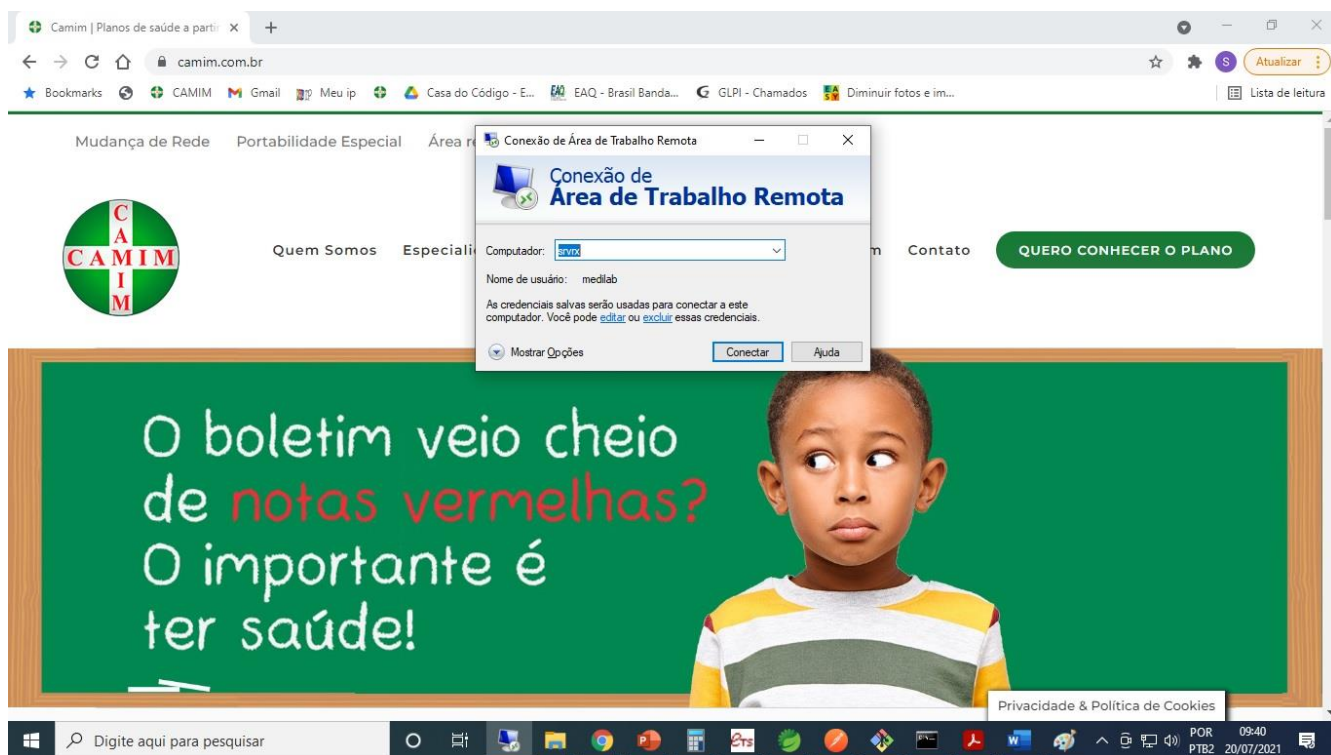 Camim | Planos de saúde a partir
camim.com.br
S
Atualizar
Bookmarks
CAMIM
Gmail
Meu ip
Casa do Código - E...
EAQ - Brasil Banda...
GLPI - Chamados
Diminuir fotos e im...
Lista de leitura
Mudança de Rede
Portabilidade Especial
Área re
CAMIM
CAMIM
Quem Somos
Especiali
m
Contato
QUERO CONHECER O PLANO
Conexão de Área de Trabalho Remota
Conexão de
Área de Trabalho Remota
Computador: srvrx
Nome de usuário: medilab
As credenciais salvas serão usadas para conectar a este
computador. Você pode editar ou excluir essas credenciais.
Mostrar Opções
Conectar
Ajuda
O boletim veio cheio
de notas vermelhas?
O importante é
ter saúde!
Privacidade & Política de Cookies
Digite aqui para pesquisar
POR
PTB2
09:40
20/07/2021